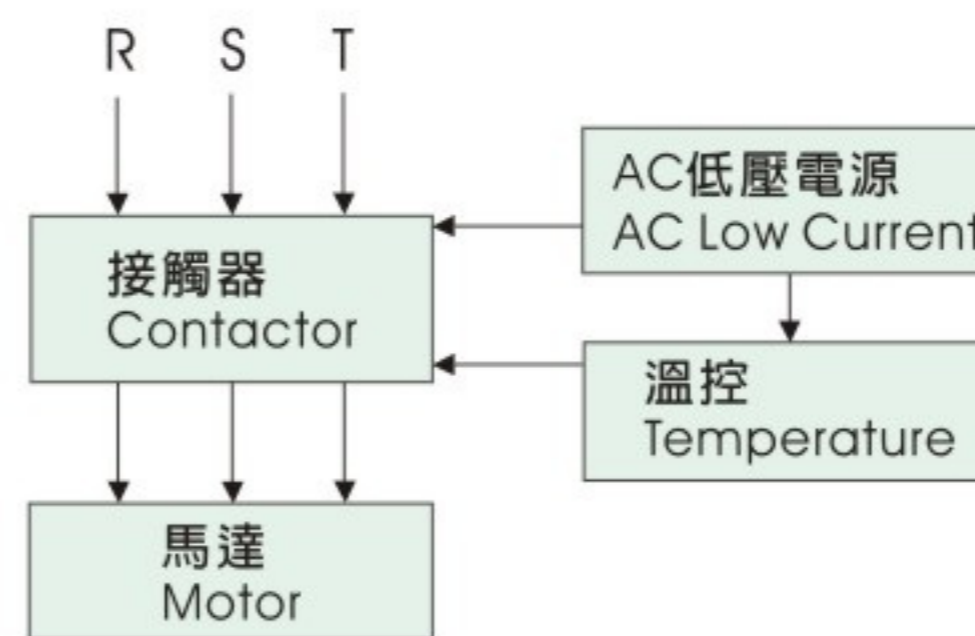 R S T
AC低壓電源
AC Low Current
接觸器
Contactor
溫控
Temperature
馬達
Motor